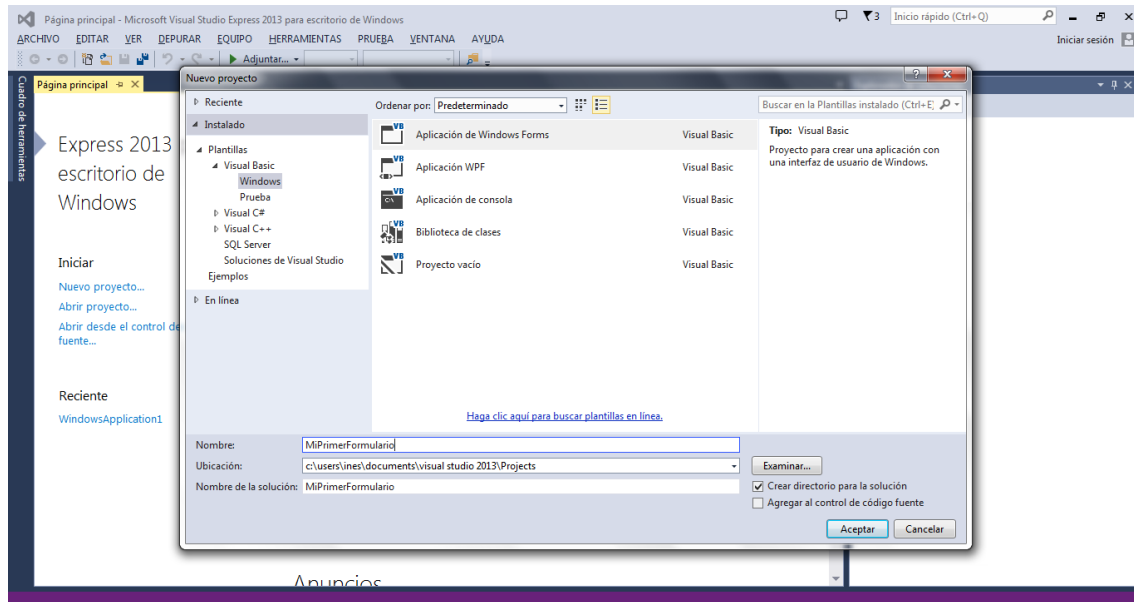 Página principal - Microsoft Visual Studio Express 2013 para escritorio de Windows
3
Inicio rápido (Ctrl+Q)
ARCHIVO EDITAR VER DEPURAR EQUIPO HERRAMIENTAS PRUEBA VENTANA AYUDA
Iniciar sesión
Adjuntar...
Cuadro de herramientas
Página principal
Express 2013
escritorio de
Windows
Iniciar
Nuevo proyecto...
Abrir proyecto...
Abrir desde el control de
fuente...
Reciente
WindowsApplication1
Anuncios
Nuevo proyecto
Reciente
Instalado
Plantillas
Visual Basic
Windows
Prueba
Visual C#
Visual C++
SQL Server
Soluciones de Visual Studio
Ejemplos
En línea
Ordenar por: Predeterminado
VB Aplicación de Windows Forms Visual Basic
VB Aplicación WPF Visual Basic
VB Aplicación de consola Visual Basic
VB Biblioteca de clases Visual Basic
VB Proyecto vacío Visual Basic
Haga clic aquí para buscar plantillas en línea.
Buscar en la Plantillas instalado (Ctrl+E)
Tipo: Visual Basic
Proyecto para crear una aplicación con
una interfaz de usuario de Windows.
Nombre: MiPrimerFormulario
Ubicación: c:\users\ines\documents\visual studio 2013\Projects
Examinar...
Nombre de la solución: MiPrimerFormulario
Crear directorio para la solución
Agregar al control de código fuente
Aceptar Cancelar